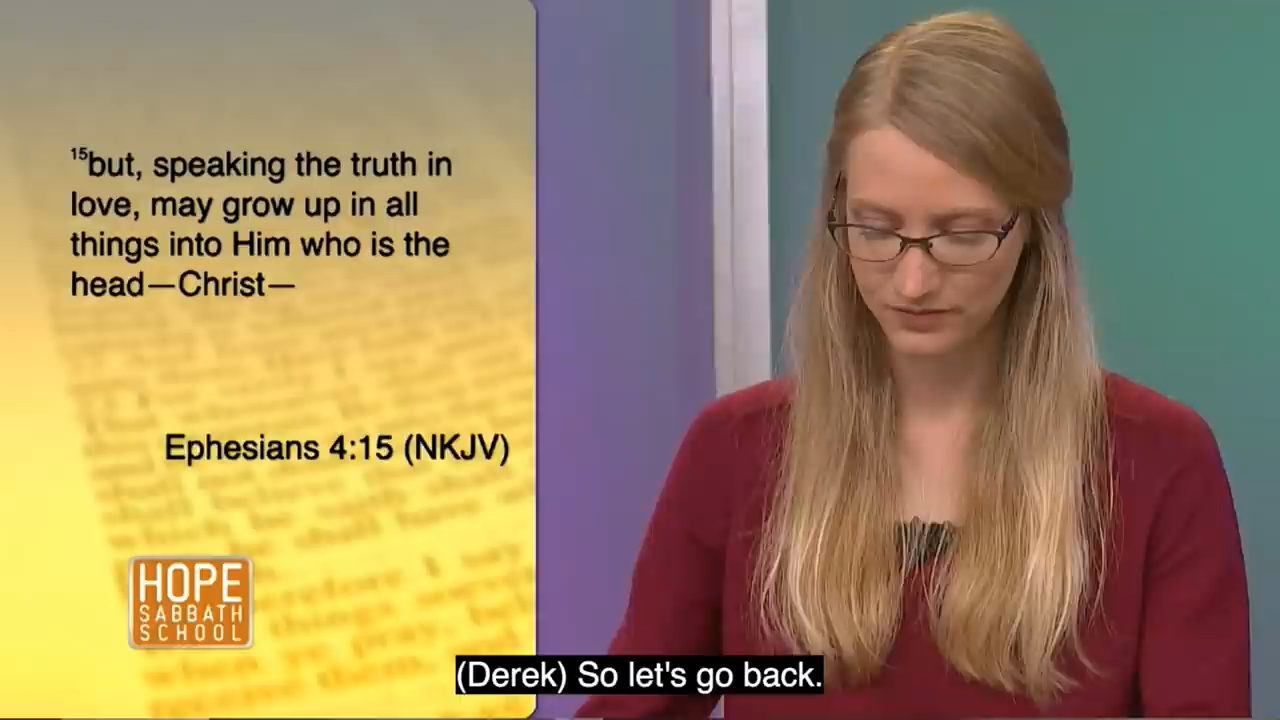 ¹⁵but, speaking the truth in
love, may grow up in all
things into Him who is the
head—Christ—
Ephesians 4:15 (NKJV)
HOPE
SABBATH
SCHOOL
(Derek) So let's go back.